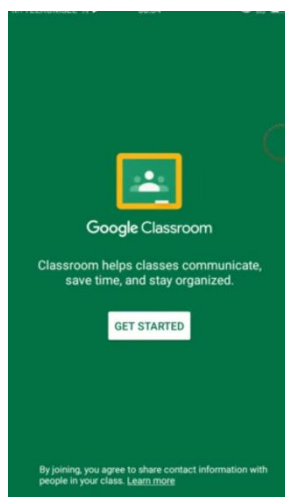 Google Classroom
Classroom helps classes communicate,
save time, and stay organized.
GET STARTED
By joining, you agree to share contact information with
people in your class. Learn more